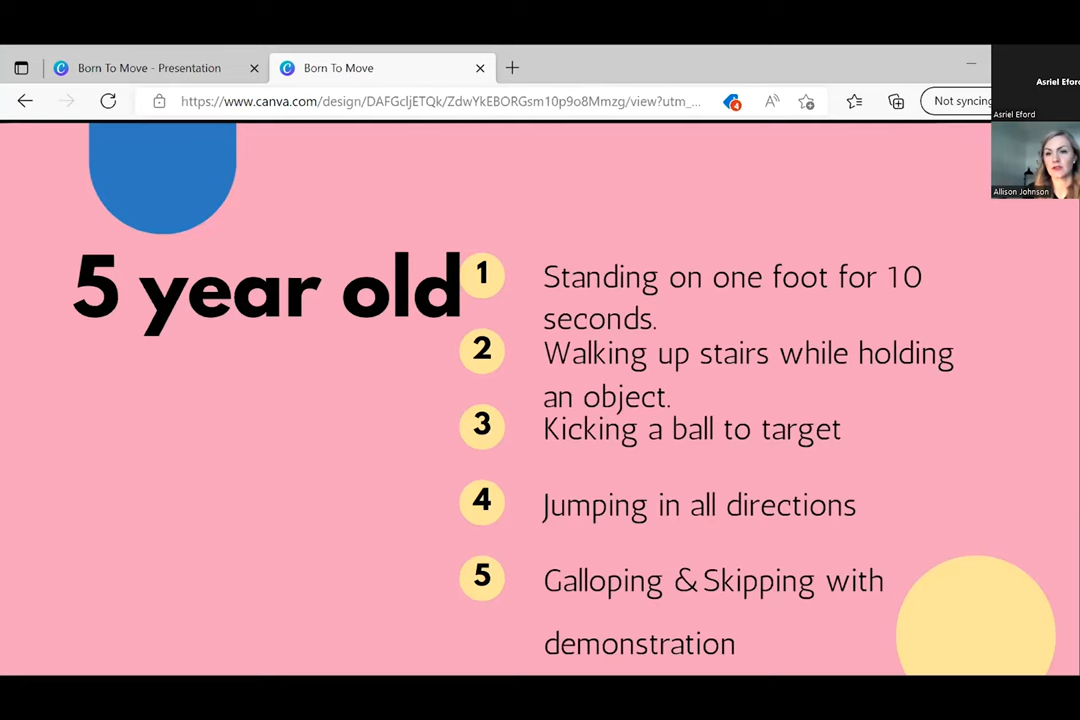 Born To Move - Presentation
Born To Move
https://www.canva.com/design/DAFGcljETQk/ZdwYkEBORGsm10p9o8Mmzg/view?utm_...
4
Not syncing
Asriel Eford
Asriel Eford
Allison Johnson
5 year old
1 Standing on one foot for 10
seconds.
2 Walking up stairs while holding
an object.
3 Kicking a ball to target
4 Jumping in all directions
5 Galloping & Skipping with
demonstration